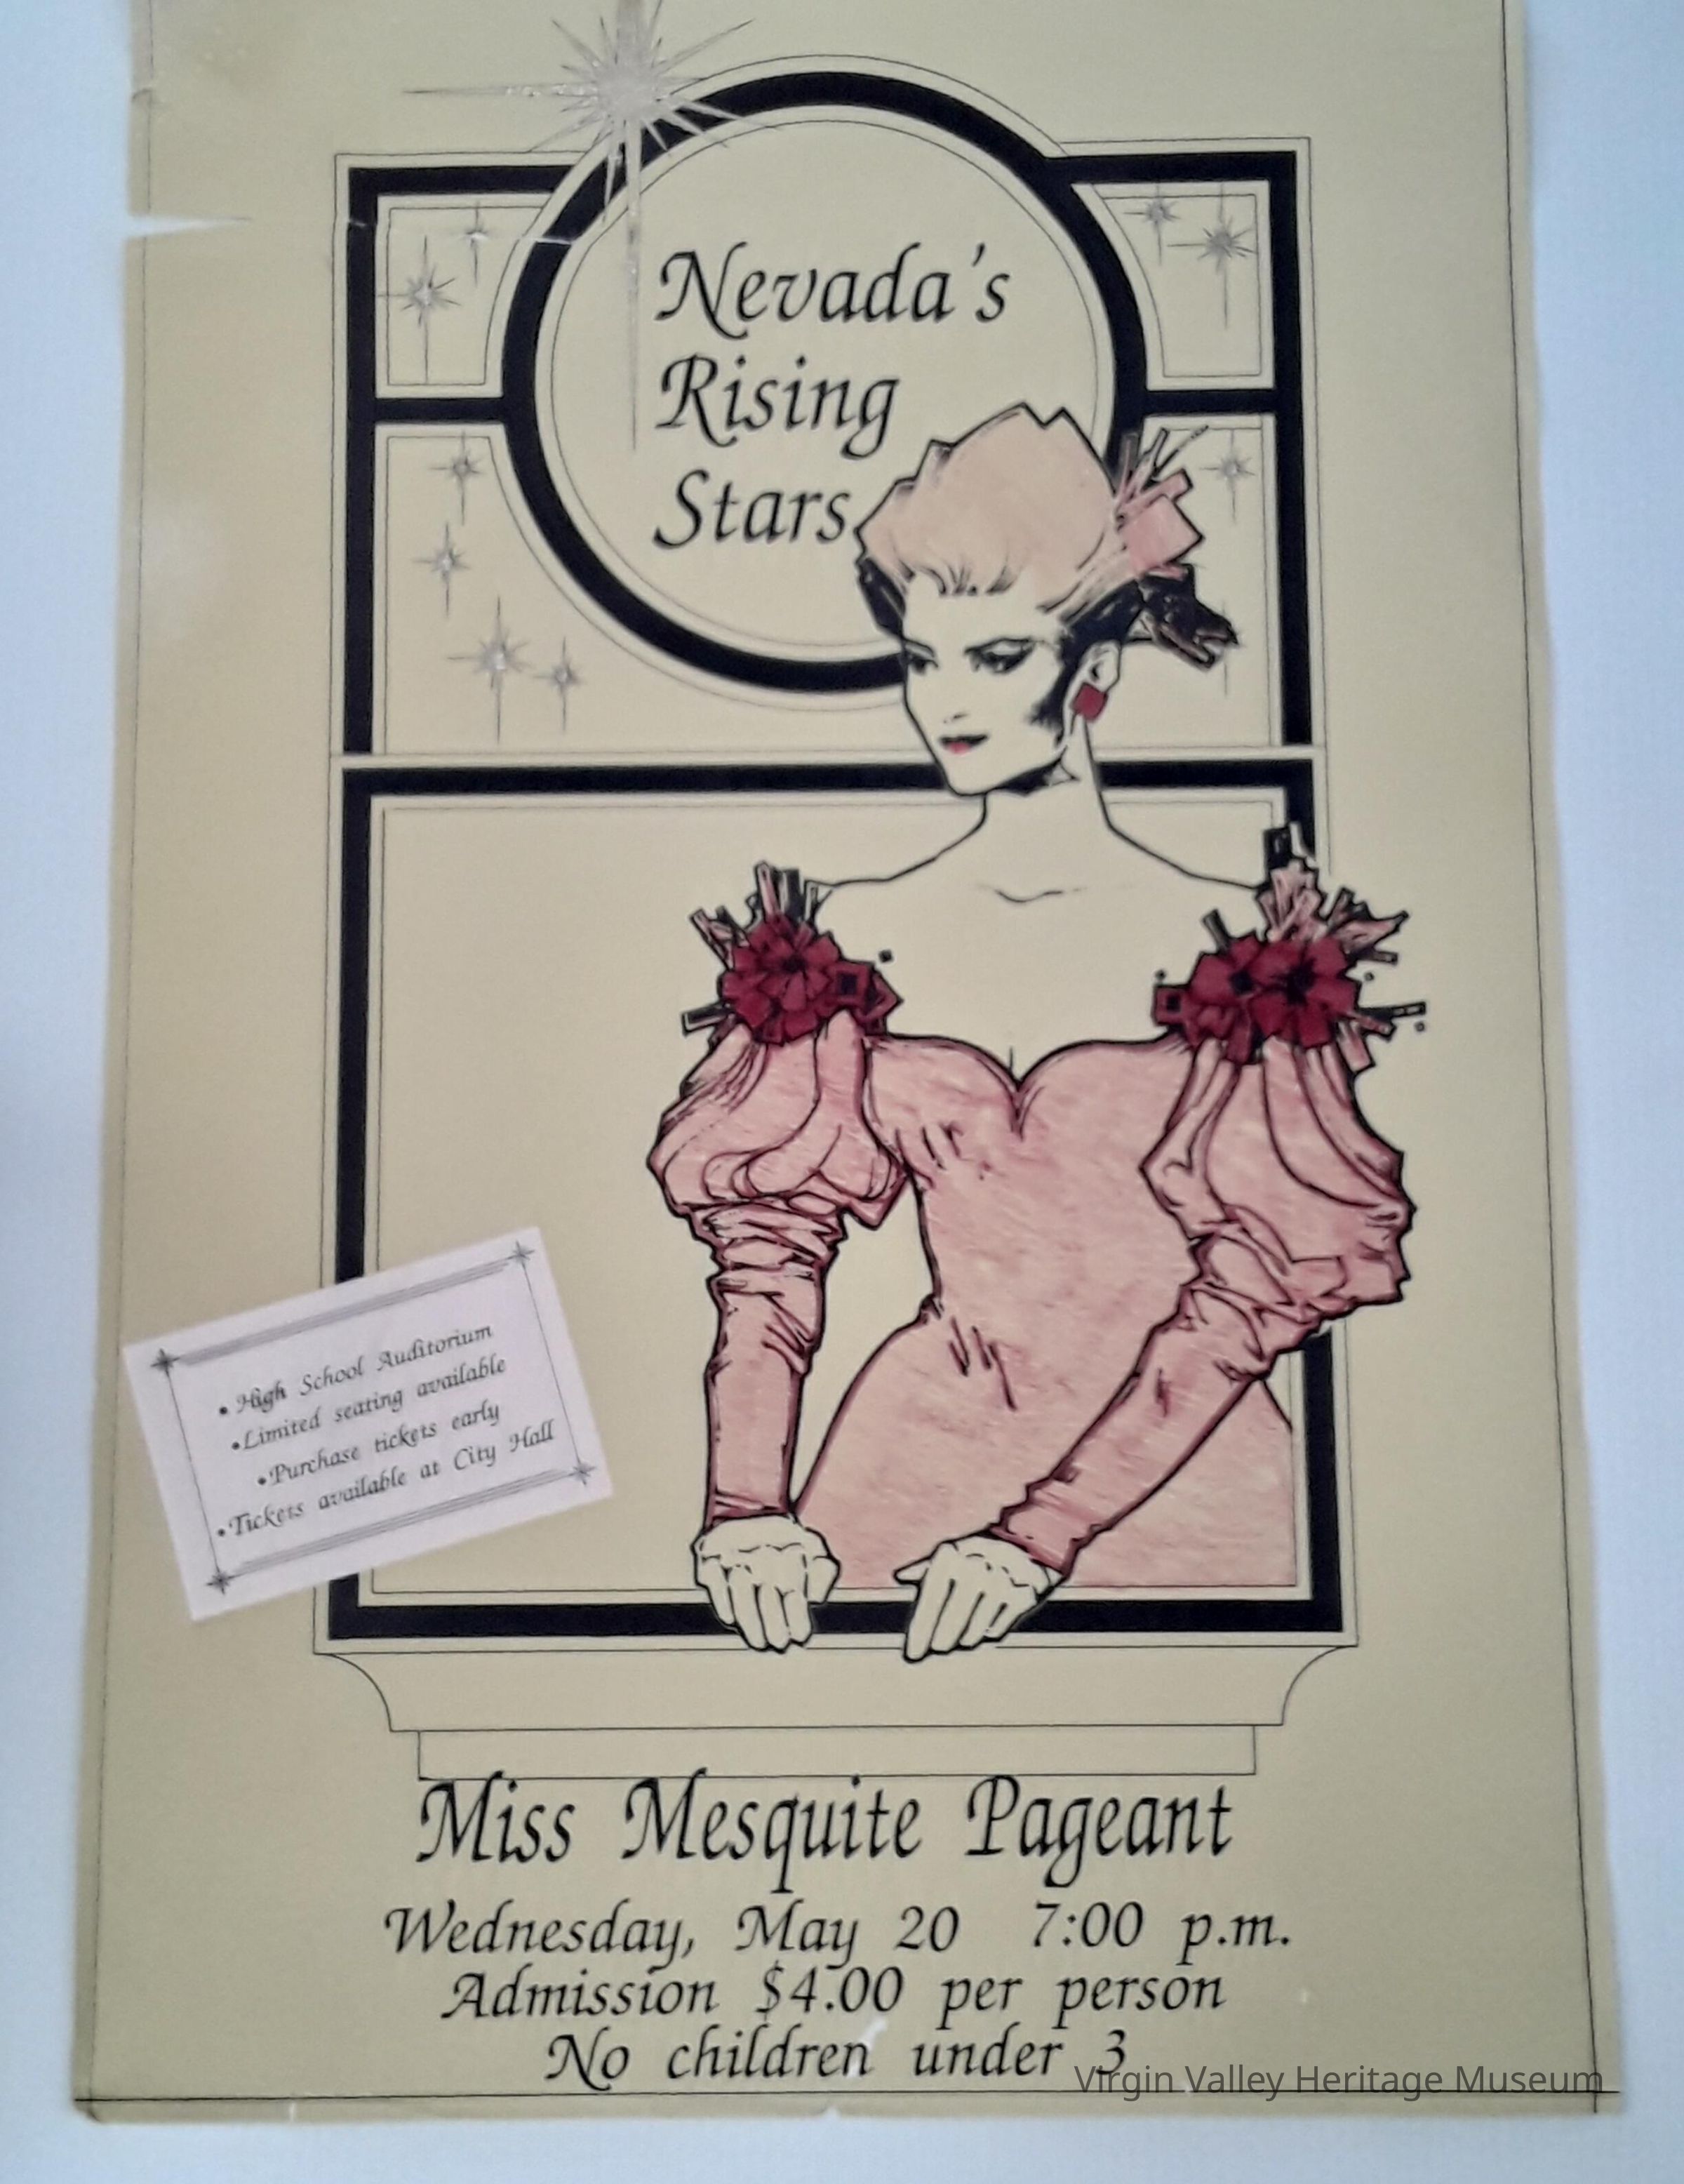 Nevada's
Rising
Stars
• High School Auditorium
• Limited seating available
• Purchase tickets early
• Tickets available at City Hall
Miss Mesquite Pageant
Wednesday, May 20 7:00 p.m.
Admission $4.00 per person
No children under 3
Virgin Valley Heritage Museum